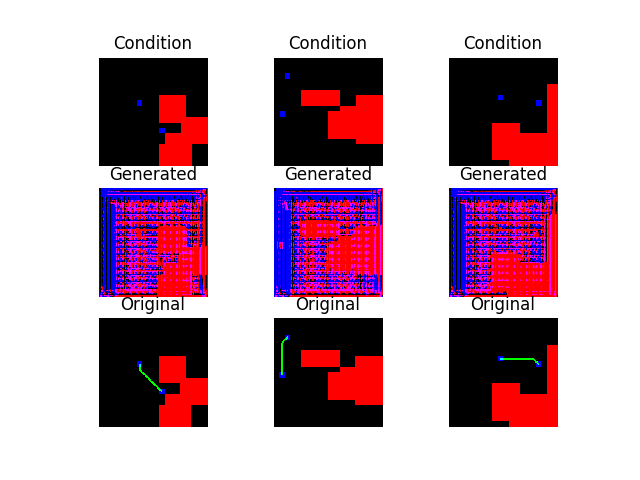 Condition
Condition
Condition
Generated
Generated
Generated
Original
Original
Original